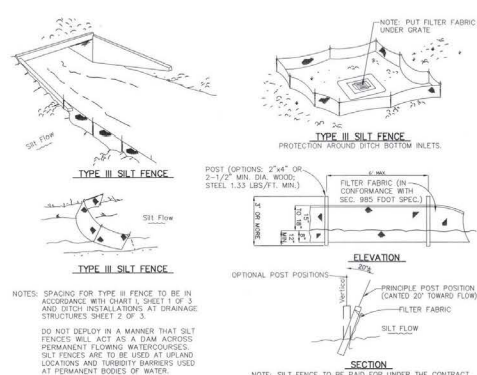 NOTE: PUT FILTER FABRIC
UNDER GRATE
Silt Flow
TYPE III SILT FENCE
TYPE III SILT FENCE
PROTECTION AROUND DITCH BOTTOM INLETS.
Silt Flow
TYPE III SILT FENCE
POST (OPTIONS: 2"x4" OR
2-1/2" MIN. DIA. WOOD;
STEEL 1.33 LBS/FT. MIN.)
6' MAX.
FILTER FABRIC (IN
CONFORMANCE WITH
SEC. 985 FDOT SPEC.)
3' OR MORE
15"
TO 18"
ELEVATION
OPTIONAL POST POSITIONS
Vertical
PRINCIPLE POST POSITION
(CANTED 20° TOWARD FLOW)
FILTER FABRIC
SILT FLOW
SECTION
NOTES: SPACING FOR TYPE III FENCE TO BE IN
ACCORDANCE WITH CHART I, SHEET 1 OF 3
AND DITCH INSTALLATIONS AT DRAINAGE
STRUCTURES SHEET 2 OF 3.
DO NOT DEPLOY IN A MANNER THAT SILT
FENCES WILL ACT AS A DAM ACROSS
PERMANENT FLOWING WATERCOURSES.
SILT FENCES ARE TO BE USED AT UPLAND
LOCATIONS AND TURBIDITY BARRIERS USED
AT PERMANENT BODIES OF WATER.
NOTE: SILT FENCE TO BE PAID FOR UNDER THE CONTRACT